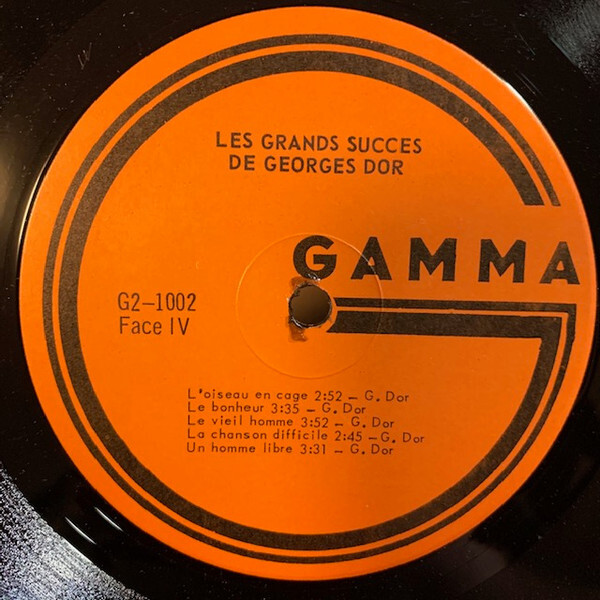 LES GRANDS SUCCES
DE GEORGES DOR
GAMMA
G2-1002
Face IV
L'oiseau en cage 2:52 - G. Dor
Le bonheur 3:35 - G. Dor
Le vieil homme 3:52 - G. Dor
La chanson difficile 2:45 - G. Dor
Un homme libre 3:31 - G. Dor